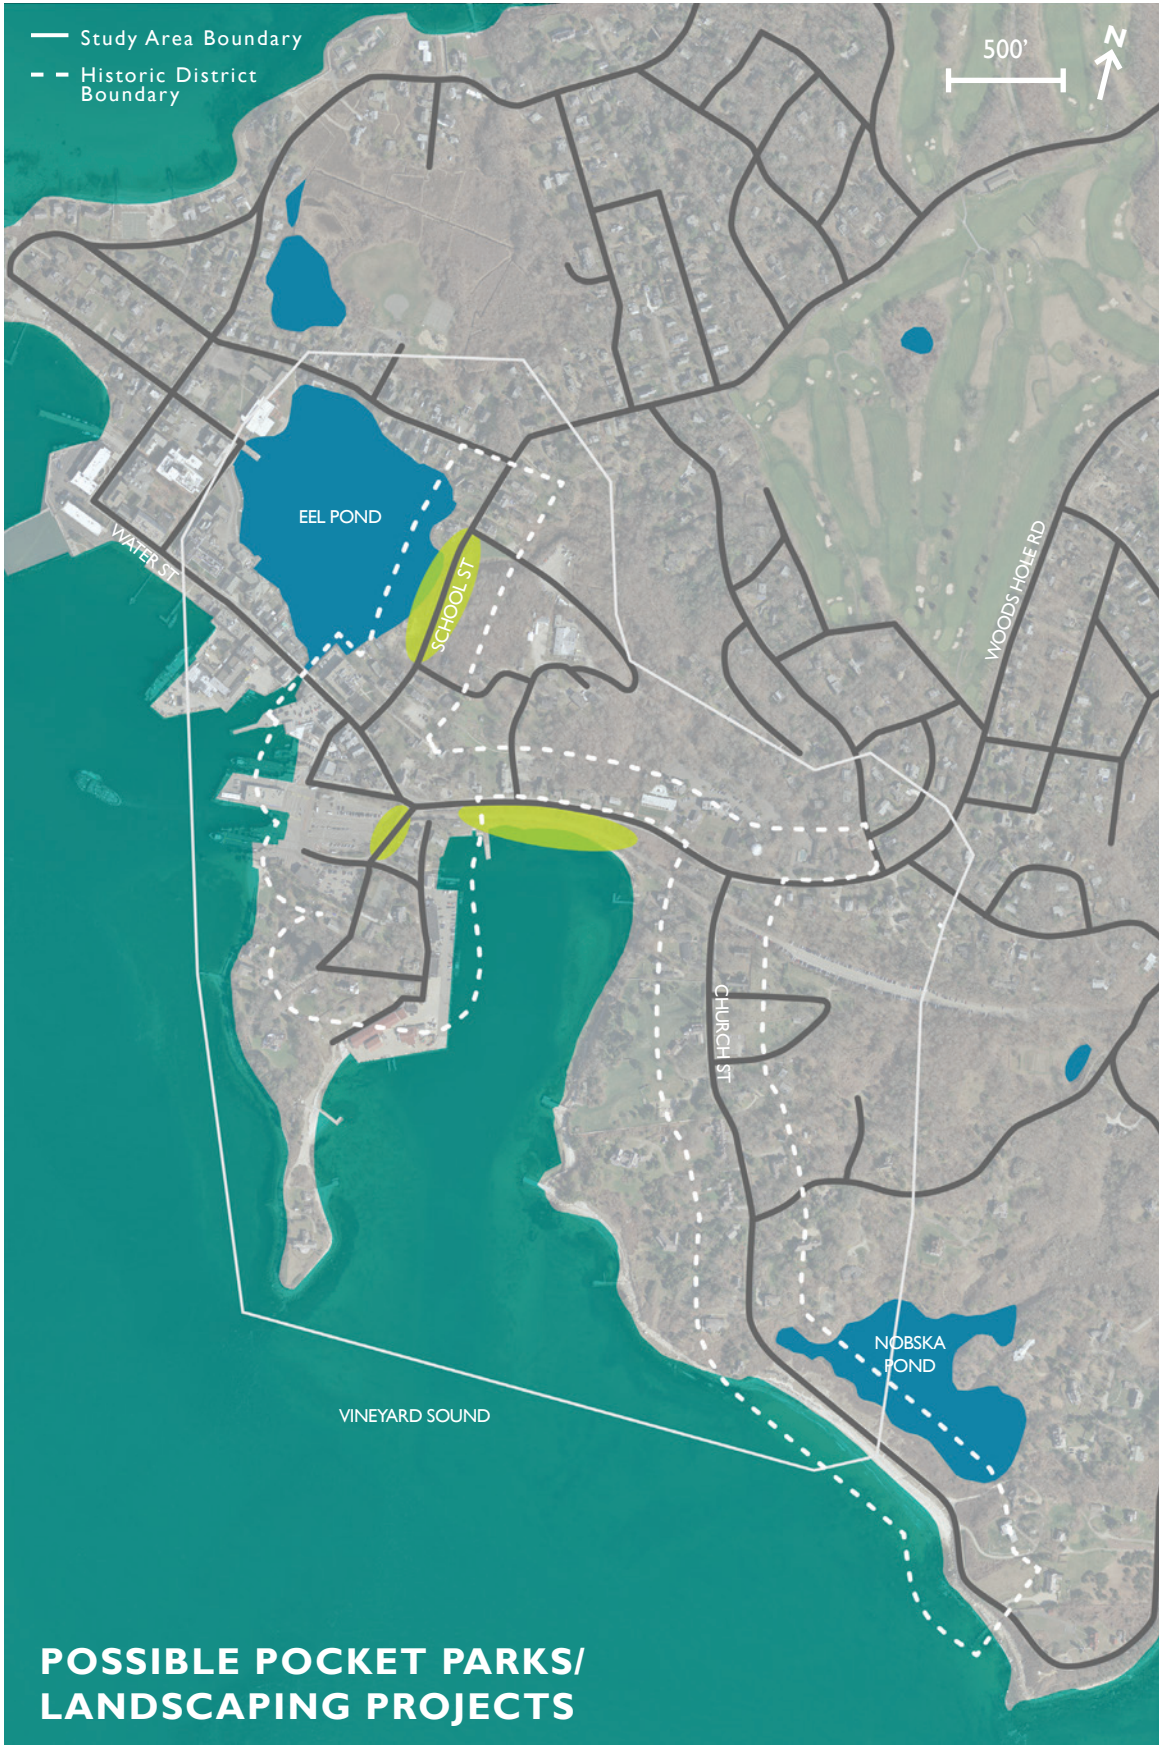 Study Area Boundary
Historic District
Boundary
500’
N
EEL POND
WATER ST
SCHOOL ST
WOODS HOLE RD
CHURCH ST
NOBSKA
POND
VINEYARD SOUND
POSSIBLE POCKET PARKS/
LANDSCAPING PROJECTS